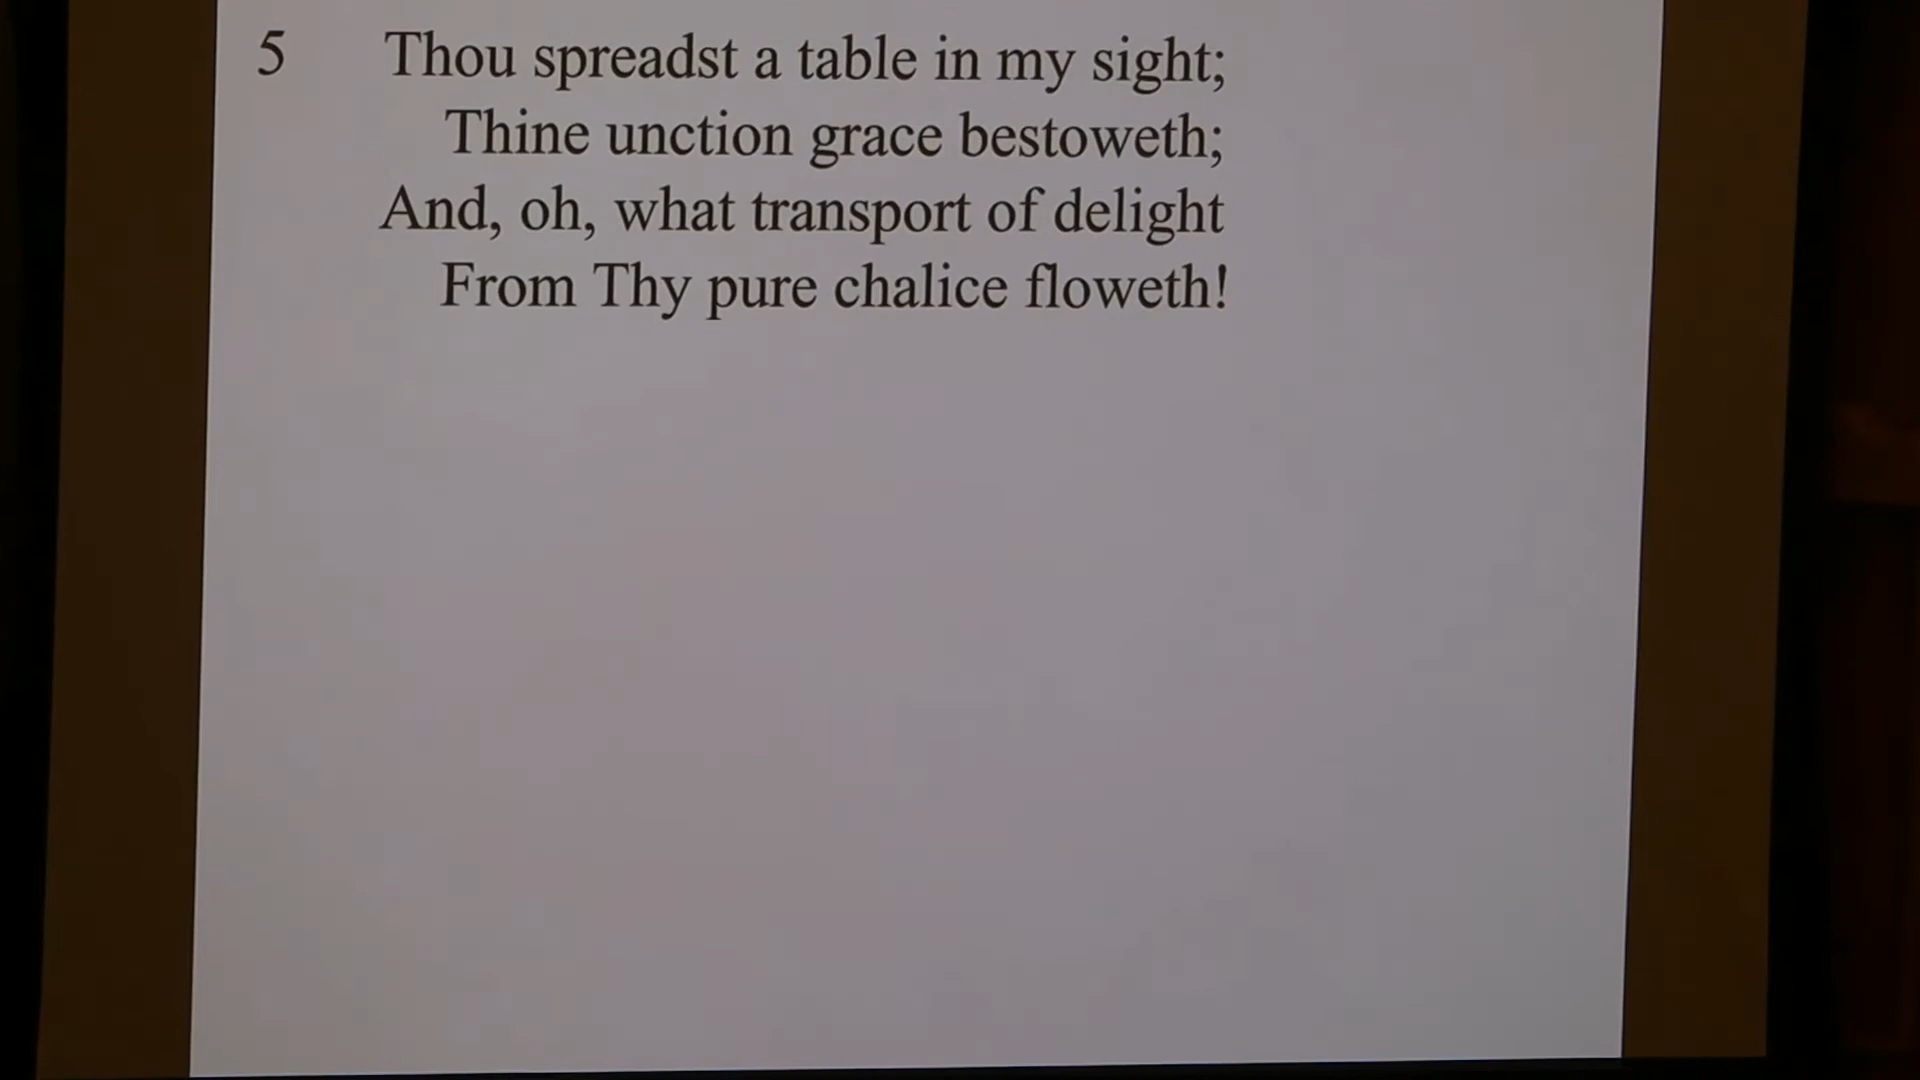 5 Thou spreadst a table in my sight;
Thine unction grace bestoweth;
And, oh, what transport of delight
From Thy pure chalice floweth!